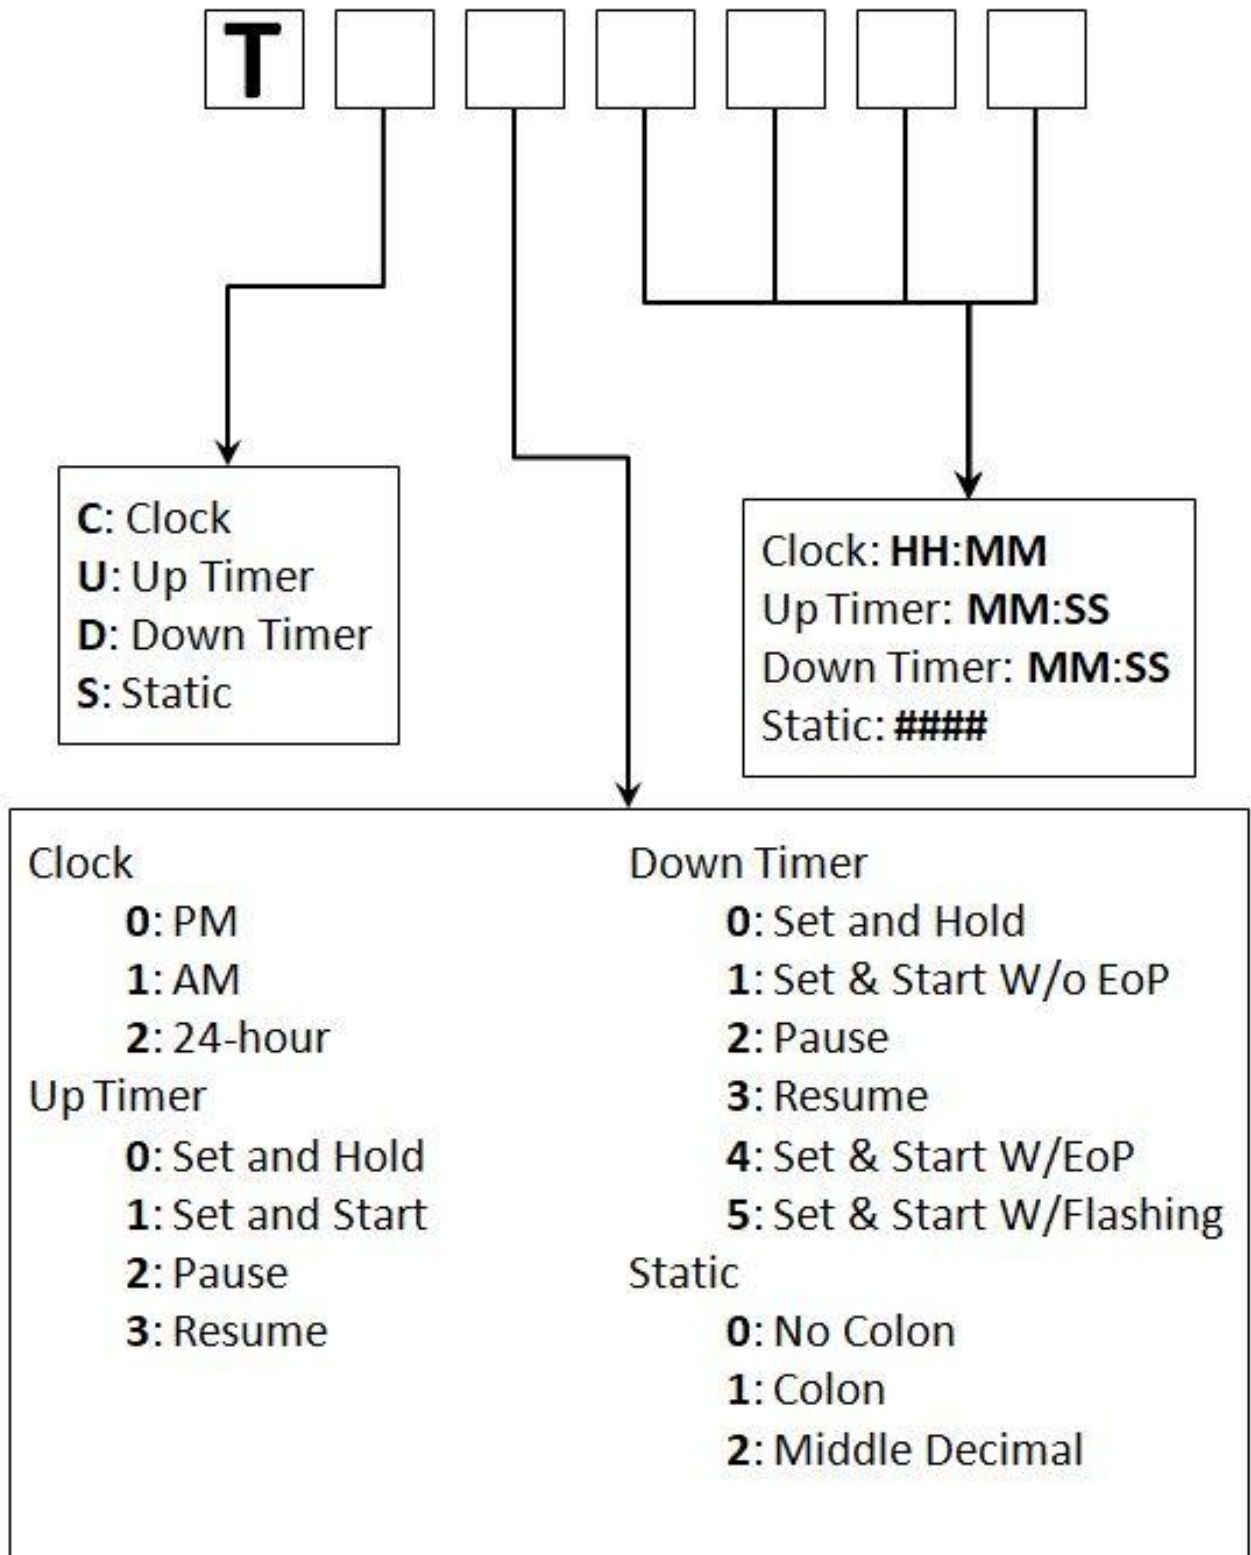 T
C: Clock
U: Up Timer
D: Down Timer
S: Static
Clock: HH:MM
Up Timer: MM:SS
Down Timer: MM:SS
Static: ####
Clock
0: PM
1: AM
2: 24-hour
Up Timer
0: Set and Hold
1: Set and Start
2: Pause
3: Resume
Down Timer
0: Set and Hold
1: Set & Start W/o EoP
2: Pause
3: Resume
4: Set & Start W/EoP
5: Set & Start W/Flashing
Static
0: No Colon
1: Colon
2: Middle Decimal